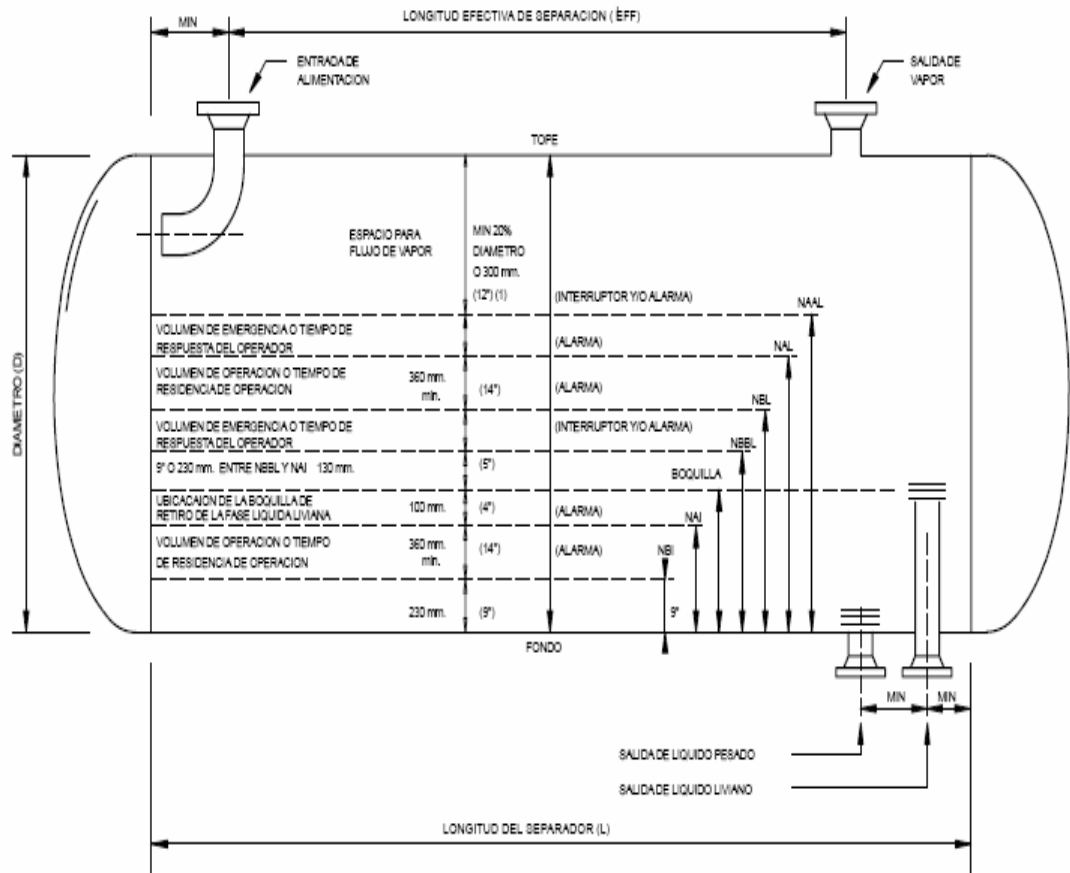 LONGITUD EFECTIVA DE SEPARACION ( EFF)
MIN
ENTRADA DE
ALIMENTACION
SALIDA DE
VAPOR
TOPE
DIAMETRO (D)
ESPACIO PARA
FLUJO DE VAPOR
MIN 20%
DIAMETRO
O 300 mm.
(12") (1)
(INTERRUPTOR Y/O ALARMA)
NAAL
VOLUMEN DE EMERGENCIA O TIEMPO DE
RESPUESTA DEL OPERADOR
(ALARMA)
NAL
VOLUMEN DE OPERACION O TIEMPO DE
RESIDENCIA DE OPERACION
360 mm.
min.
(14")
(ALARMA)
NBL
VOLUMEN DE EMERGENCIA O TIEMPO DE
RESPUESTA DEL OPERADOR
(INTERRUPTOR Y/O ALARMA)
NBBL
9" O 230 mm. ENTRE NBBL Y NAI 130 mm.
(5")
BOQUILLA
UBICACAION DE LA BOQUILLA DE
RETIRO DE LA FASE LIQUIDA LIVIANA
100 mm.
(4")
(ALARMA)
NAI
VOLUMEN DE OPERACION O TIEMPO
DE RESIDENCIA DE OPERACION
360 mm.
min.
(14")
(ALARMA)
NBI
230 mm.
(9")
9"
FONDO
MIN
MIN
SALIDA DE LIQUIDO PESADO
SALIDA DE LIQUIDO LIVIANO
LONGITUD DEL SEPARADOR (L)